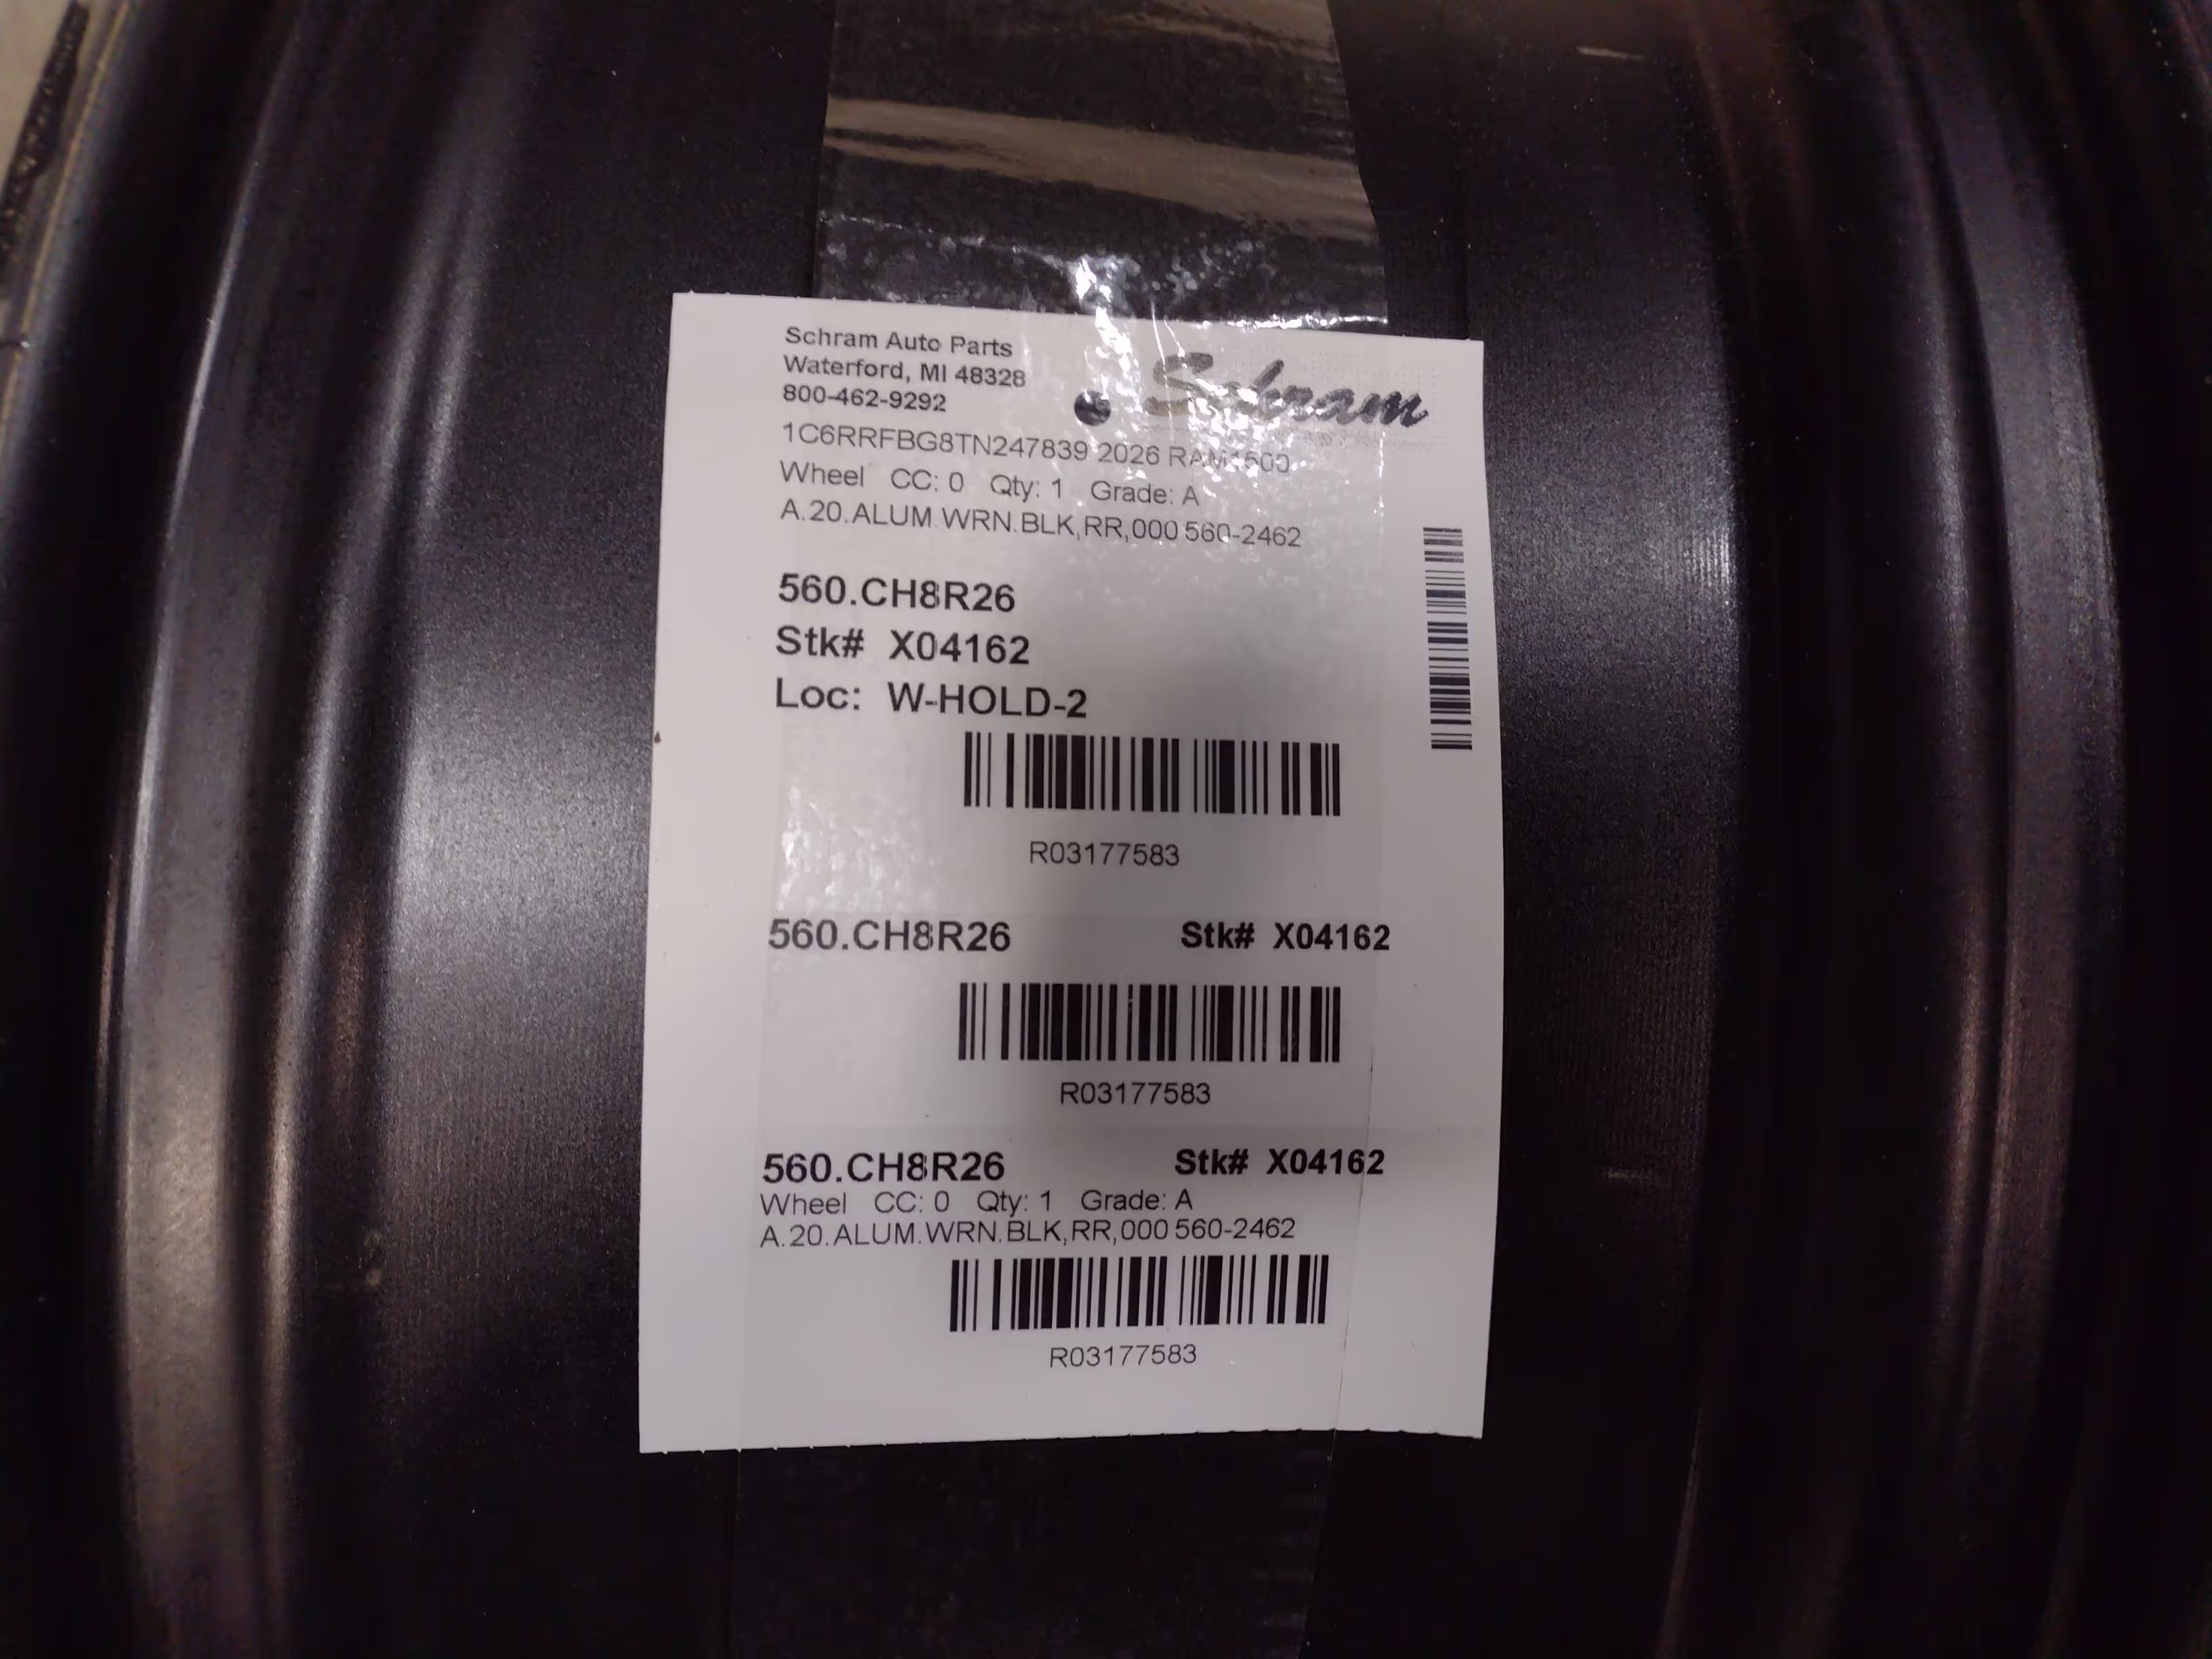 Schram Auto Parts
Waterford, MI 48328
800-462-9292
Schram
1C6RRFBG8TN247839 2026 RAM1500
Wheel CC: 0 Qty: 1 Grade: A
A.20.ALUM.WRN.BLK,RR,000 560-2462
560.CH8R26
Stk# X04162
Loc: W-HOLD-2
R03177583
560.CH8R26 Stk# X04162
R03177583
560.CH8R26 Stk# X04162
Wheel CC: 0 Qty: 1 Grade: A
A.20.ALUM.WRN.BLK,RR,000 560-2462
R03177583